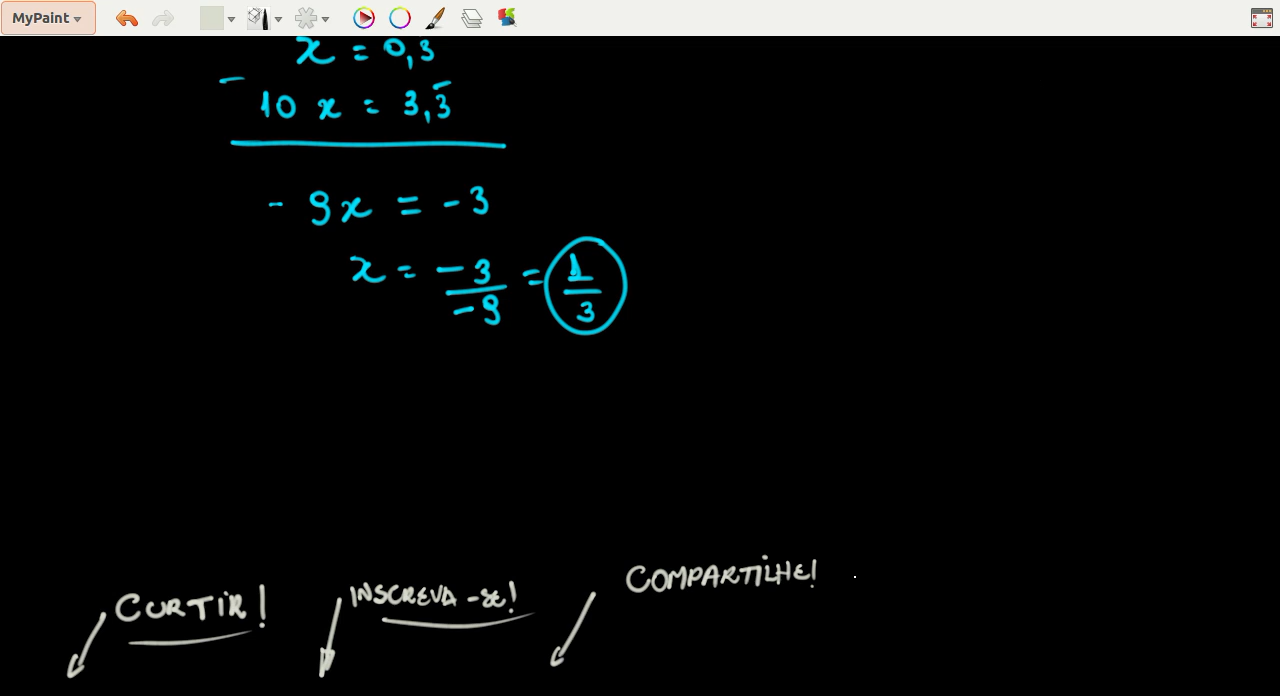 MyPaint
x = 0,3
-
10 x = 3,3̅
- 9x = -3
x = -3/-9 = 1/3
CURTIR! INSCREVA-SE! COMPARTILHE!